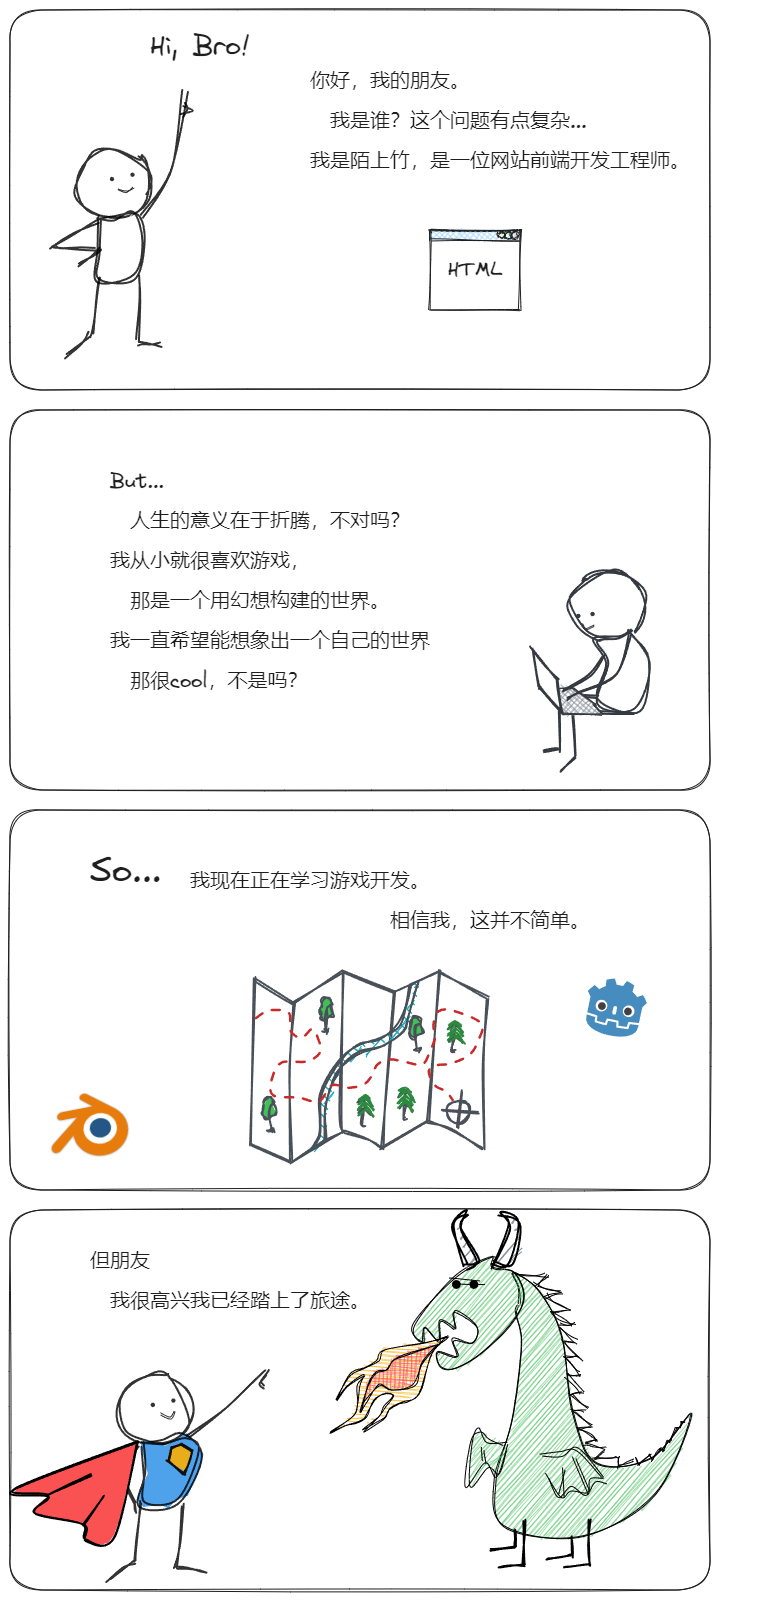 Hi, Bro!
你好，我的朋友。
我是谁？这个问题有点复杂...
我是陌上竹，是一位网站前端开发工程师。
HTML
But...
人生的意义在于折腾，不对吗？
我从小就很喜欢游戏，
那是一个用幻想构建的世界。
我一直希望能想象出一个自己的世界
那很cool，不是吗？
So...
我现在正在学习游戏开发。
相信我，这并不简单。
但朋友
我很高兴我已经踏上了旅途。